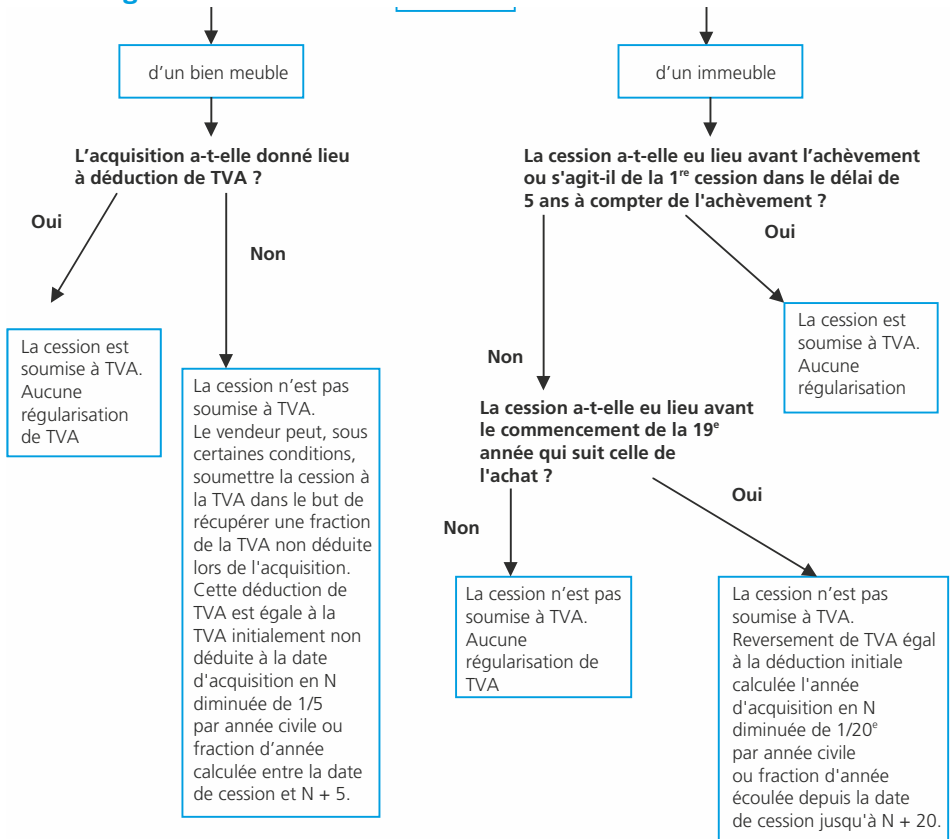 d'un bien meuble
d'un immeuble
L'acquisition a-t-elle donné lieu
à déduction de TVA ?
La cession a-t-elle eu lieu avant l'achèvement
ou s'agit-il de la 1re cession dans le délai de
5 ans à compter de l'achèvement ?
Oui
Non
Oui
La cession est
soumise à TVA.
Aucune
régularisation
de TVA
La cession n'est pas
soumise à TVA.
Le vendeur peut, sous
certaines conditions,
soumettre la cession à
la TVA dans le but de
récupérer une fraction
de la TVA non déduite
lors de l'acquisition.
Cette déduction de
TVA est égale à la
TVA initialement non
déduite à la date
d'acquisition en N
diminuée de 1/5
par année civile ou
fraction d'année
calculée entre la date
de cession et N + 5.
La cession est
soumise à TVA.
Aucune
régularisation
Non
La cession a-t-elle eu lieu avant
le commencement de la 19e
année qui suit celle de
l'achat ?
Non
Oui
La cession n'est pas
soumise à TVA.
Aucune
régularisation de
TVA
La cession n'est pas
soumise à TVA.
Reversement de TVA égal
à la déduction initiale
calculée l'année
d'acquisition en N
diminuée de 1/20e
par année civile
ou fraction d'année
écoulée depuis la date
de cession jusqu'à N + 20.